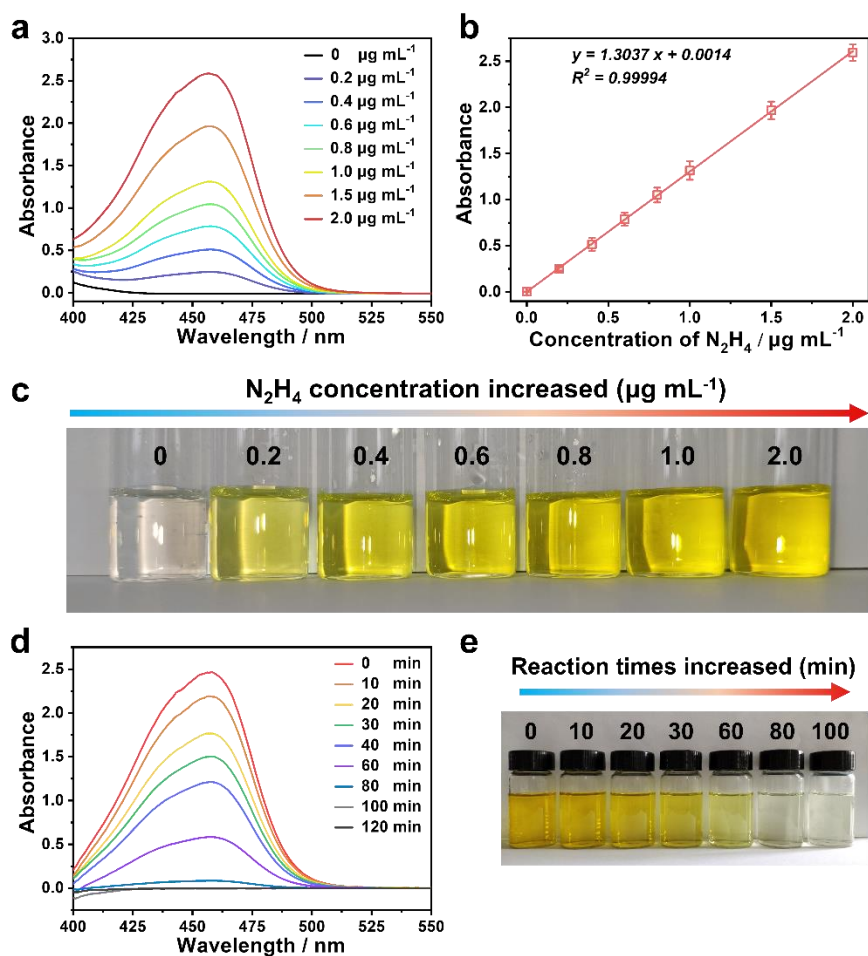 a
3.0
2.5
2.0
1.5
1.0
0.5
0.0
400 425 450 475 500 525 550
Absorbance
Wavelength / nm
0 μg mL⁻¹
0.2 μg mL⁻¹
0.4 μg mL⁻¹
0.6 μg mL⁻¹
0.8 μg mL⁻¹
1.0 μg mL⁻¹
1.5 μg mL⁻¹
2.0 μg mL⁻¹
b
y = 1.3037 x + 0.0014
R² = 0.99994
2.5
2.0
1.5
1.0
0.5
0.0
0.0 0.5 1.0 1.5 2.0
Absorbance
Concentration of N₂H₄ / μg mL⁻¹
c
N₂H₄ concentration increased (μg mL⁻¹)
0 0.2 0.4 0.6 0.8 1.0 2.0
d
2.5
2.0
1.5
1.0
0.5
0.0
400 425 450 475 500 525 550
Absorbance
Wavelength / nm
0 min
10 min
20 min
30 min
40 min
60 min
80 min
100 min
120 min
e
Reaction times increased (min)
0 10 20 30 60 80 100